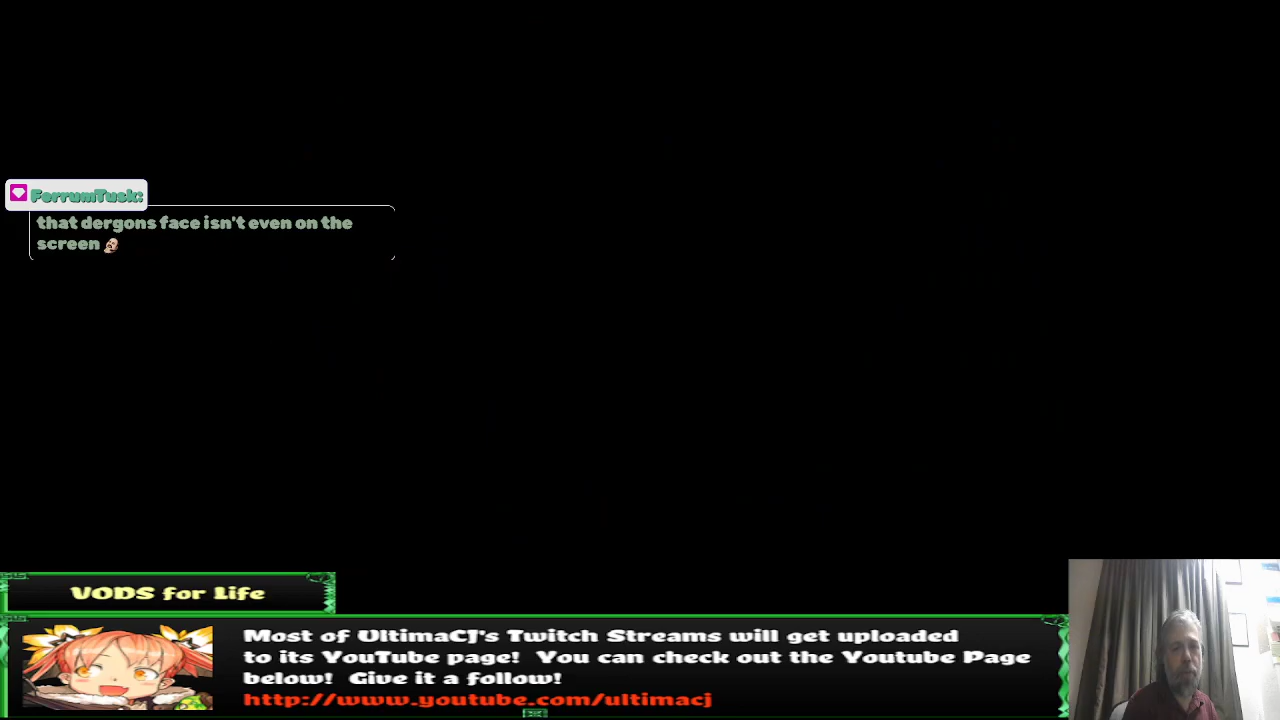 FerrumTusk:
that dergons face isn't even on the
screen
VODS for Life
Most of UltimaCJ's Twitch Streams will get uploaded
to its YouTube page! You can check out the Youtube Page
below! Give it a follow!
http://www.youtube.com/ultimacj